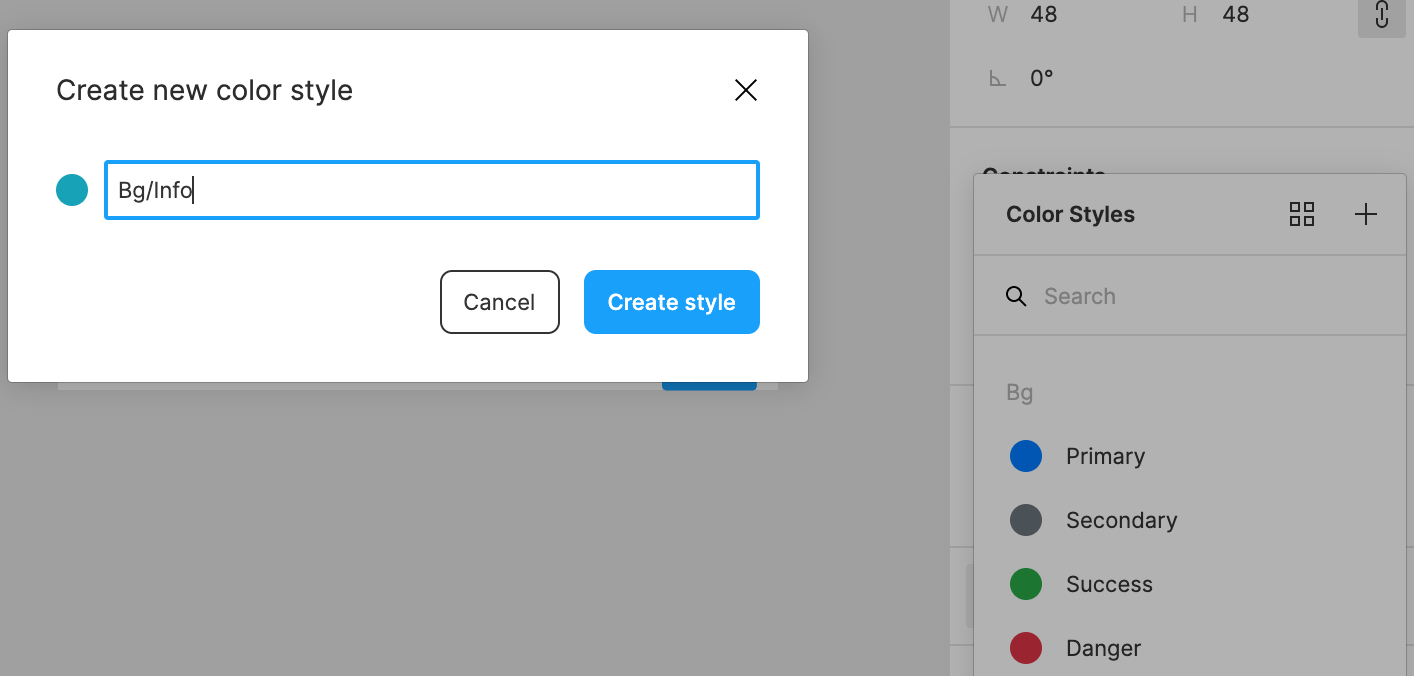 Create new color style
Bg/Info
Cancel
Create style
W 48 H 48
0°
Constraints
Color Styles
Search
Bg
Primary
Secondary
Success
Danger